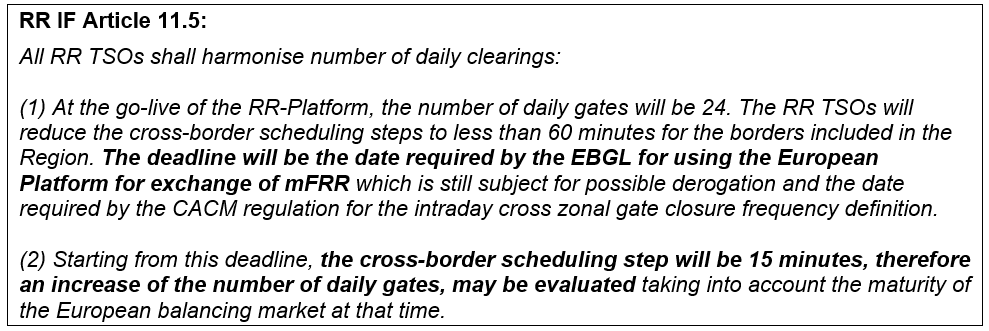 RR IF Article 11.5:
All RR TSOs shall harmonise number of daily clearings:
(1) At the go-live of the RR-Platform, the number of daily gates will be 24. The RR TSOs will
reduce the cross-border scheduling steps to less than 60 minutes for the borders included in the
Region. The deadline will be the date required by the EBGL for using the European
Platform for exchange of mFRR which is still subject for possible derogation and the date
required by the CACM regulation for the intraday cross zonal gate closure frequency definition.
(2) Starting from this deadline, the cross-border scheduling step will be 15 minutes, therefore
an increase of the number of daily gates, may be evaluated taking into account the maturity of
the European balancing market at that time.